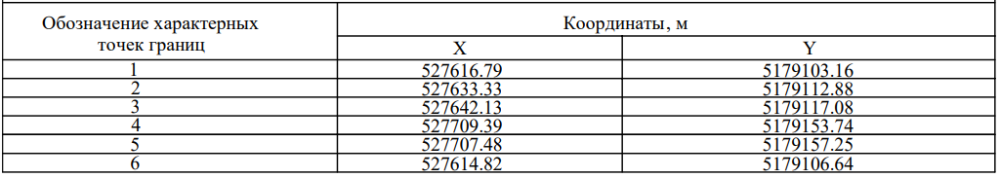 Обозначение характерных
точек границ
Координаты, м
X
Y
1 527616.79 5179103.16
2 527633.33 5179112.88
3 527642.13 5179117.08
4 527709.39 5179153.74
5 527707.48 5179157.25
6 527614.82 5179106.64